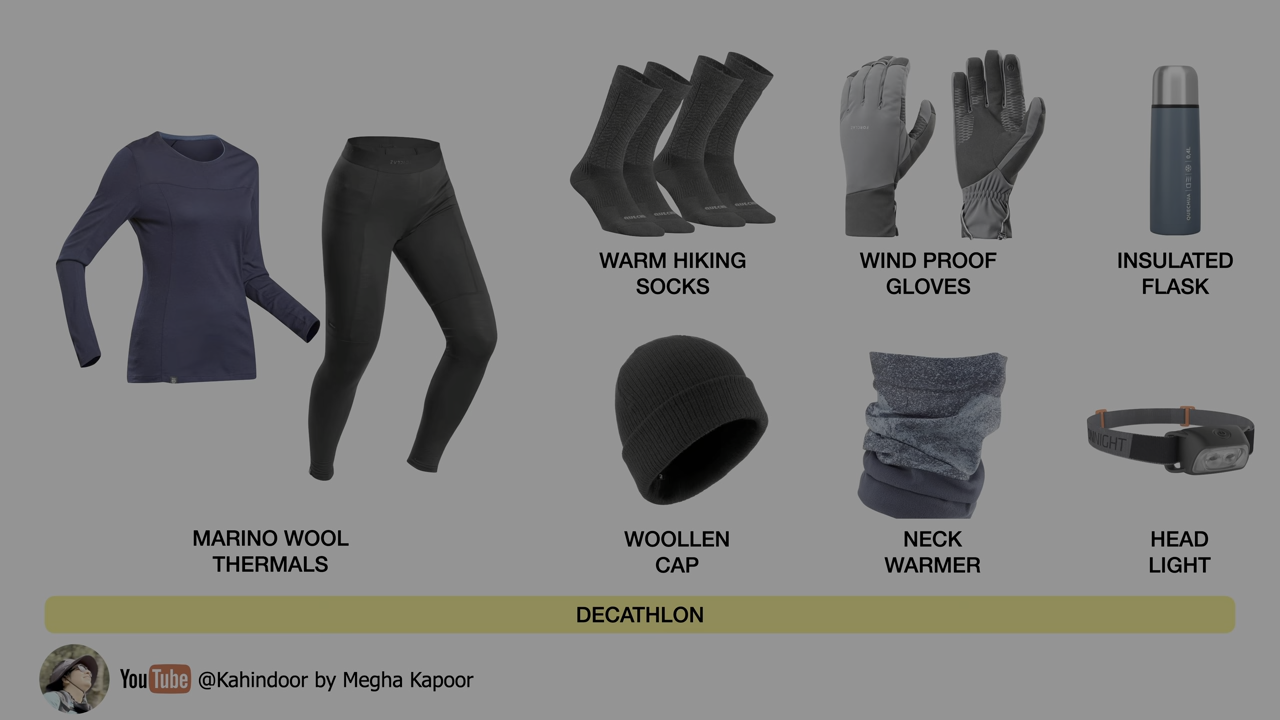 WARM HIKING
SOCKS
WIND PROOF
GLOVES
INSULATED
FLASK
MARINO WOOL
THERMALS
WOOLLEN
CAP
NECK
WARMER
HEAD
LIGHT
DECATHLON
YouTube @Kahindoor by Megha Kapoor